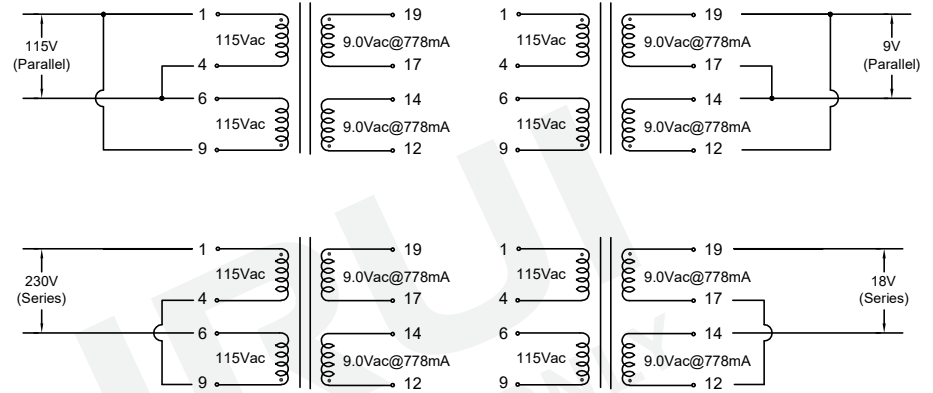 1
19
115V
(Parallel)
115Vac
9.0Vac@778mA
4
17
6
14
115Vac
9.0Vac@778mA
9
12
1
19
115Vac
9.0Vac@778mA
9V
(Parallel)
4
17
6
14
115Vac
9.0Vac@778mA
9
12
1
19
230V
(Series)
115Vac
9.0Vac@778mA
4
17
6
14
115Vac
9.0Vac@778mA
9
12
1
19
115Vac
9.0Vac@778mA
18V
(Series)
4
17
6
14
115Vac
9.0Vac@778mA
9
12
IRUI